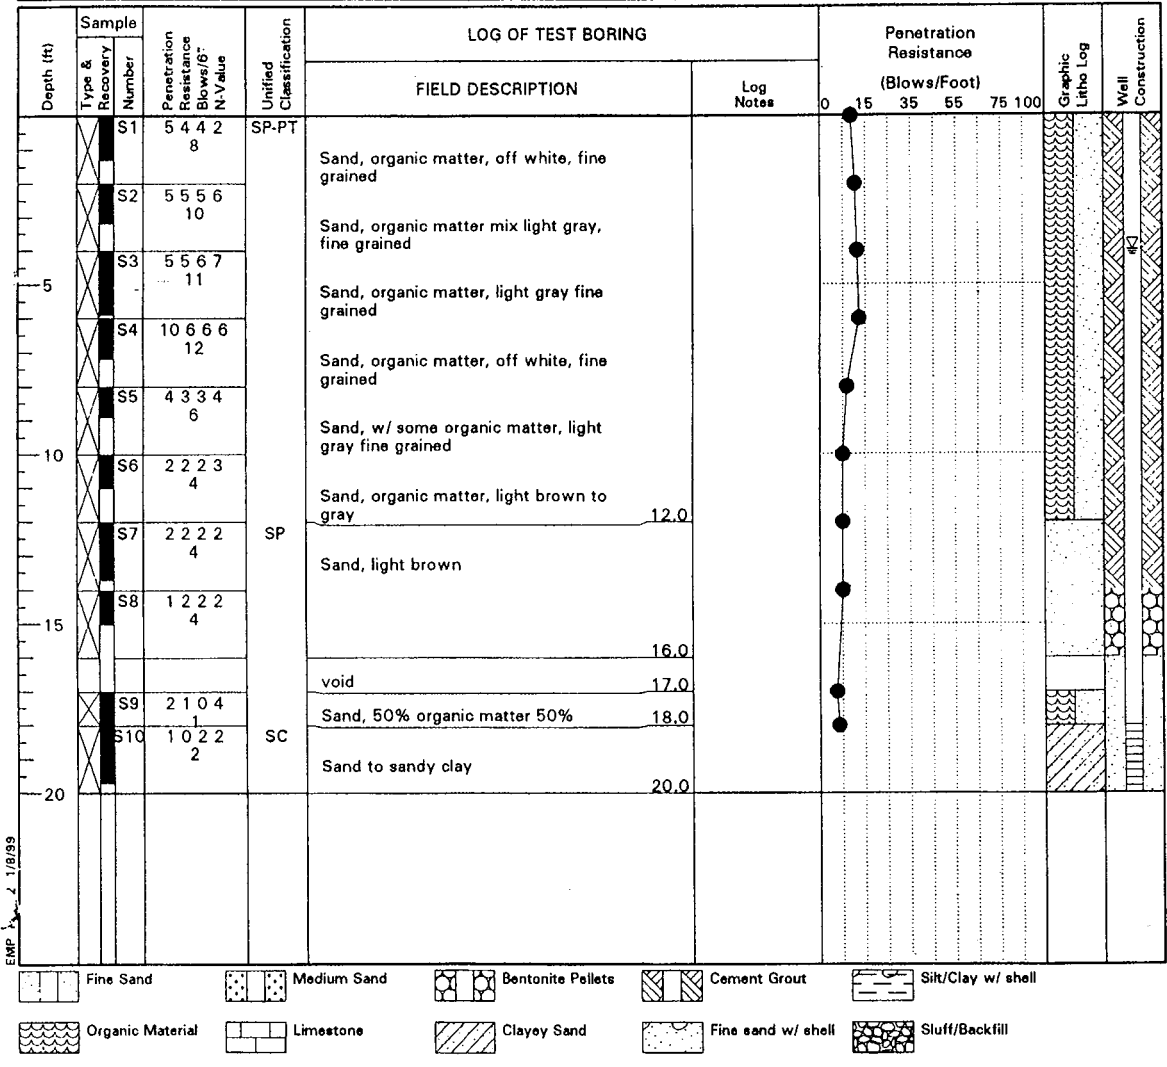 Sample
LOG OF TEST BORING
Penetration
Resistance
(Blows/Foot)
Depth (ft)
Type &
Recovery
Number
Penetration
Resistance
Blows/6"
N-Value
Unified
Classification
FIELD DESCRIPTION
Log
Notes
Graphic
Litho Log
Well
Construction
0 15 35 55 75 100
S1 5 4 4 2 SP-PT
8
Sand, organic matter, off white, fine
grained
S2 5 5 5 6
10
Sand, organic matter mix light gray,
fine grained
S3 5 5 6 7
11
5
Sand, organic matter, light gray fine
grained
S4 10 6 6 6
12
Sand, organic matter, off white, fine
grained
S5 4 3 3 4
6
Sand, w/ some organic matter, light
gray fine grained
10
S6 2 2 2 3
4
Sand, organic matter, light brown to
gray 12.0
S7 2 2 2 2 SP
4
Sand, light brown
S8 1 2 2 2
4
15
16.0
void 17.0
S9 2 1 0 4
1
Sand, 50% organic matter 50% 18.0
S10 1 0 2 2 SC
2
Sand to sandy clay
20.0
20
EMP 1/8/99
Fine Sand Medium Sand Bentonite Pellets Cement Grout Silt/Clay w/ shell
Organic Material Limestone Clayey Sand Fine sand w/ shell Sluff/Backfill